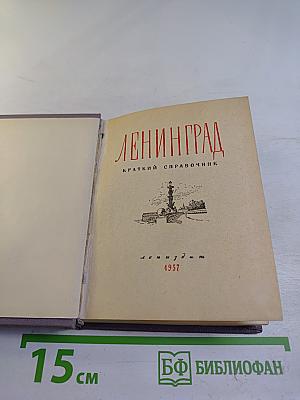 ЛЕНИНГРАД
КРАТКИЙ СПРАВОЧНИК
лениздат
1957
15 см
БФ БИБЛИОФАН